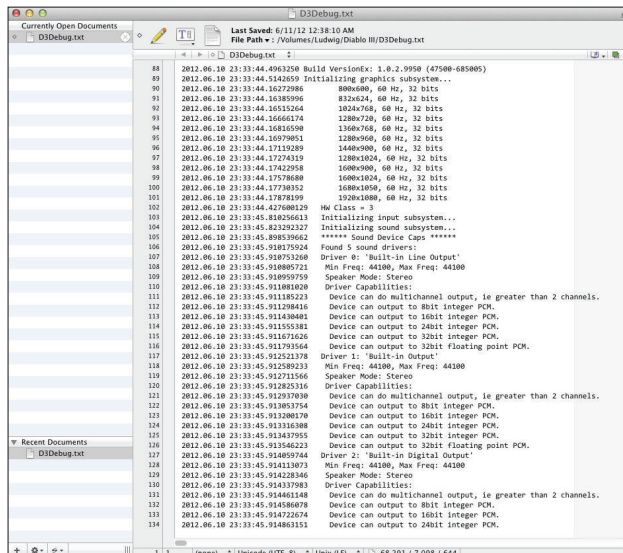 D3Debug.txt
Currently Open Documents
D3Debug.txt
Last Saved: 6/11/12 12:38:10 AM
File Path ▾ : /Volumes/Ludwig/Diablo III/D3Debug.txt
D3Debug.txt
88 2012.06.10 23:33:44.4963250 Build VersionEx: 1.0.2.9950 (47500-685005)
89 2012.06.10 23:33:44.5142659 Initializing graphics subsystem...
90 2012.06.10 23:33:44.16272986 800x600, 60 Hz, 32 bits
91 2012.06.10 23:33:44.16385996 832x624, 60 Hz, 32 bits
92 2012.06.10 23:33:44.16515264 1024x768, 60 Hz, 32 bits
93 2012.06.10 23:33:44.16666174 1280x720, 60 Hz, 32 bits
94 2012.06.10 23:33:44.16816590 1360x768, 60 Hz, 32 bits
95 2012.06.10 23:33:44.16979051 1280x960, 60 Hz, 32 bits
96 2012.06.10 23:33:44.17119289 1440x900, 60 Hz, 32 bits
97 2012.06.10 23:33:44.17274319 1280x1024, 60 Hz, 32 bits
98 2012.06.10 23:33:44.17422958 1600x900, 60 Hz, 32 bits
99 2012.06.10 23:33:44.17578680 1600x1024, 60 Hz, 32 bits
100 2012.06.10 23:33:44.17730352 1680x1050, 60 Hz, 32 bits
101 2012.06.10 23:33:44.17878199 1920x1080, 60 Hz, 32 bits
102 2012.06.10 23:33:44.427600129 HW Class = 3
103 2012.06.10 23:33:45.810256613 Initializing input subsystem...
104 2012.06.10 23:33:45.823292327 Initializing sound subsystem...
105 2012.06.10 23:33:45.898539662 ****** Sound Device Caps ******
106 2012.06.10 23:33:45.910175924 Found 5 sound drivers:
107 2012.06.10 23:33:45.910753260 Driver 0: 'Built-in Line Output'
108 2012.06.10 23:33:45.910805721 Min Freq: 44100, Max Freq: 44100
109 2012.06.10 23:33:45.910959759 Speaker Mode: Stereo
110 2012.06.10 23:33:45.911081020 Driver Capabilities:
111 2012.06.10 23:33:45.911185223 Device can do multichannel output, ie greater than 2 channels.
112 2012.06.10 23:33:45.911298416 Device can output to 8bit integer PCM.
113 2012.06.10 23:33:45.911430401 Device can output to 16bit integer PCM.
114 2012.06.10 23:33:45.911555381 Device can output to 24bit integer PCM.
115 2012.06.10 23:33:45.911671626 Device can output to 32bit integer PCM.
116 2012.06.10 23:33:45.911793564 Device can output to 32bit floating point PCM.
117 2012.06.10 23:33:45.912521378 Driver 1: 'Built-in Output'
118 2012.06.10 23:33:45.912589233 Min Freq: 44100, Max Freq: 44100
119 2012.06.10 23:33:45.912711566 Speaker Mode: Stereo
120 2012.06.10 23:33:45.912825316 Driver Capabilities:
121 2012.06.10 23:33:45.912937030 Device can do multichannel output, ie greater than 2 channels.
122 2012.06.10 23:33:45.913053754 Device can output to 8bit integer PCM.
123 2012.06.10 23:33:45.913200170 Device can output to 16bit integer PCM.
124 2012.06.10 23:33:45.913316308 Device can output to 24bit integer PCM.
125 2012.06.10 23:33:45.913437955 Device can output to 32bit integer PCM.
126 2012.06.10 23:33:45.913546223 Device can output to 32bit floating point PCM.
127 2012.06.10 23:33:45.914059744 Driver 2: 'Built-in Digital Output'
128 2012.06.10 23:33:45.914113073 Min Freq: 44100, Max Freq: 44100
129 2012.06.10 23:33:45.914228346 Speaker Mode: Stereo
130 2012.06.10 23:33:45.914337983 Driver Capabilities:
131 2012.06.10 23:33:45.914461148 Device can do multichannel output, ie greater than 2 channels.
132 2012.06.10 23:33:45.914586078 Device can output to 8bit integer PCM.
133 2012.06.10 23:33:45.914722674 Device can output to 16bit integer PCM.
134 2012.06.10 23:33:45.914863151 Device can output to 24bit integer PCM.
Recent Documents
D3Debug.txt
1 1 (none) Unicode (UTF-8) Unix (LF) 68,291 / 7,098 / 644